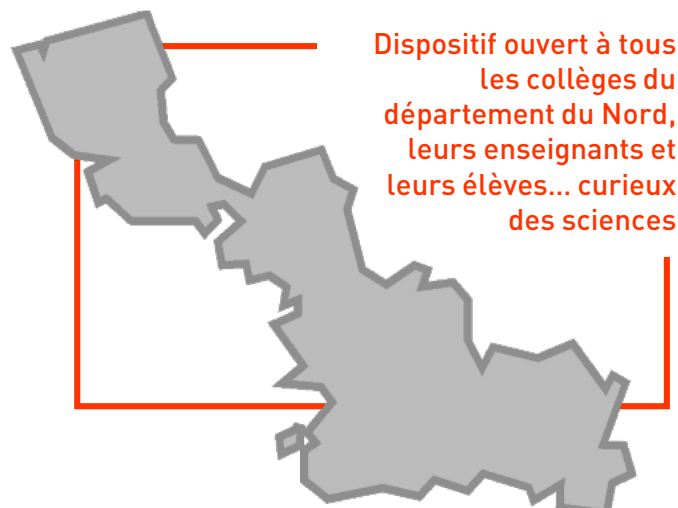 Dispositif ouvert à tous
les collèges du
département du Nord,
leurs enseignants et
leurs élèves... curieux
des sciences